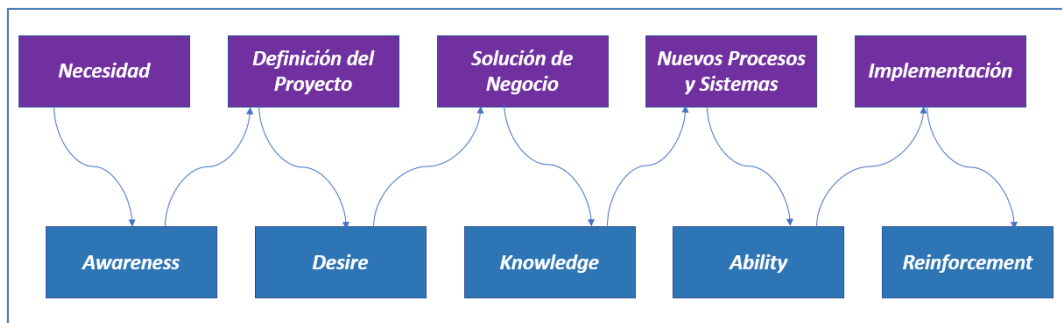 Necesidad
Definición del
Proyecto
Solución de
Negocio
Nuevos Procesos
y Sistemas
Implementación
Awareness
Desire
Knowledge
Ability
Reinforcement